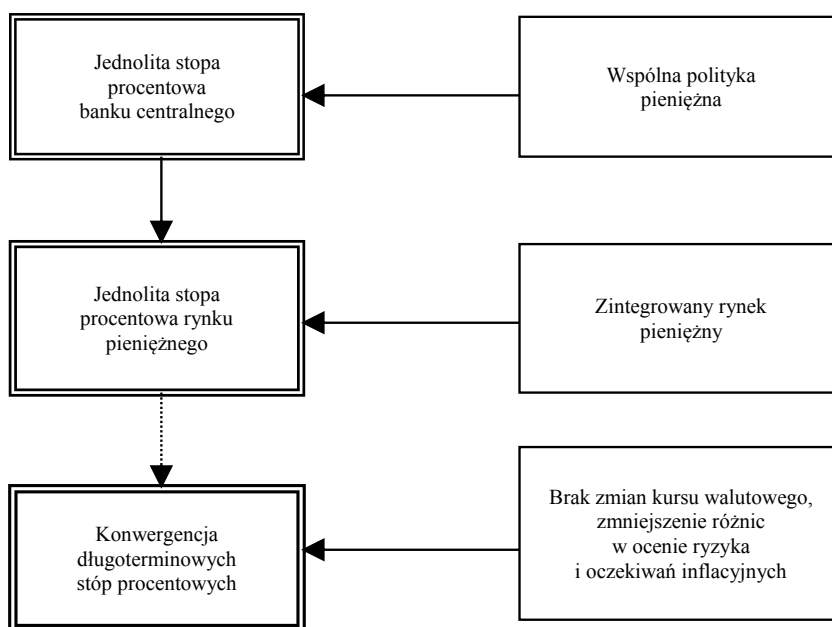 Jednolita stopa
procentowa
banku centralnego
Wspólna polityka
pieniężna
Jednolita stopa
procentowa rynku
pieniężnego
Zintegrowany rynek
pieniężny
Konwergencja
długoterminowych
stóp procentowych
Brak zmian kursu walutowego,
zmniejszenie różnic
w ocenie ryzyka
i oczekiwań inflacyjnych